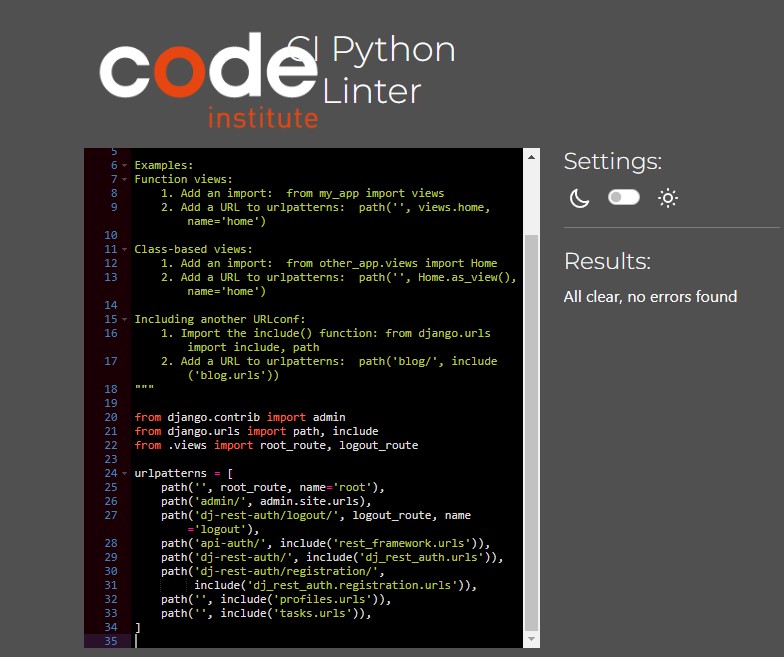 code
institute
CI Python
Linter
5
6 Examples:
7 Function views:
8 1. Add an import:  from my_app import views
9 2. Add a URL to urlpatterns:  path('', views.home,
name='home')
10
11 Class-based views:
12 1. Add an import:  from other_app.views import Home
13 2. Add a URL to urlpatterns:  path('', Home.as_view(),
name='home')
14
15 Including another URLconf:
16 1. Import the include() function: from django.urls
import include, path
17 2. Add a URL to urlpatterns:  path('blog/', include
('blog.urls'))
18 """
19
20 from django.contrib import admin
21 from django.urls import path, include
22 from .views import root_route, logout_route
23
24 urlpatterns = [
25 path('', root_route, name='root'),
26 path('admin/', admin.site.urls),
27 path('dj-rest-auth/logout/', logout_route, name
='logout'),
28 path('api-auth/', include('rest_framework.urls')),
29 path('dj-rest-auth/', include('dj_rest_auth.urls')),
30 path('dj-rest-auth/registration/',
31 include('dj_rest_auth.registration.urls')),
32 path('', include('profiles.urls')),
33 path('', include('tasks.urls')),
34 ]
35
Settings:
Results:
All clear, no errors found